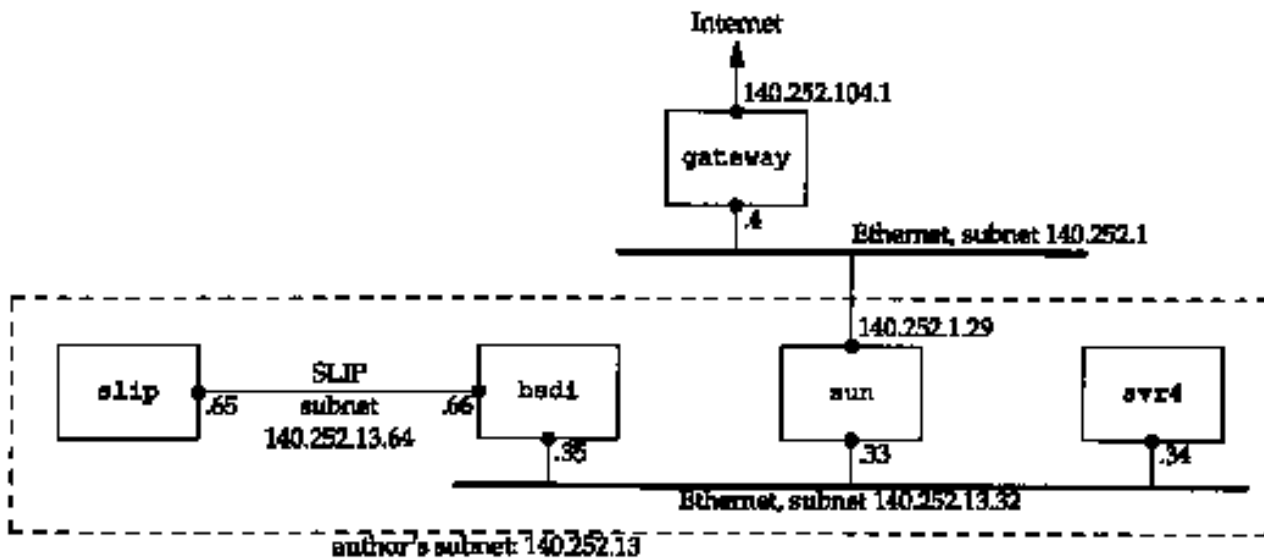 Internet
140.252.104.1
gateway
.4
Ethernet, subnet 140.252.1
140.252.1.29
slip
SLIP
bsdi
sun
svr4
.65
subnet
.66
140.252.13.64
.35
.33
.34
Ethernet, subnet 140.252.13.32
author's subnet: 140.252.13